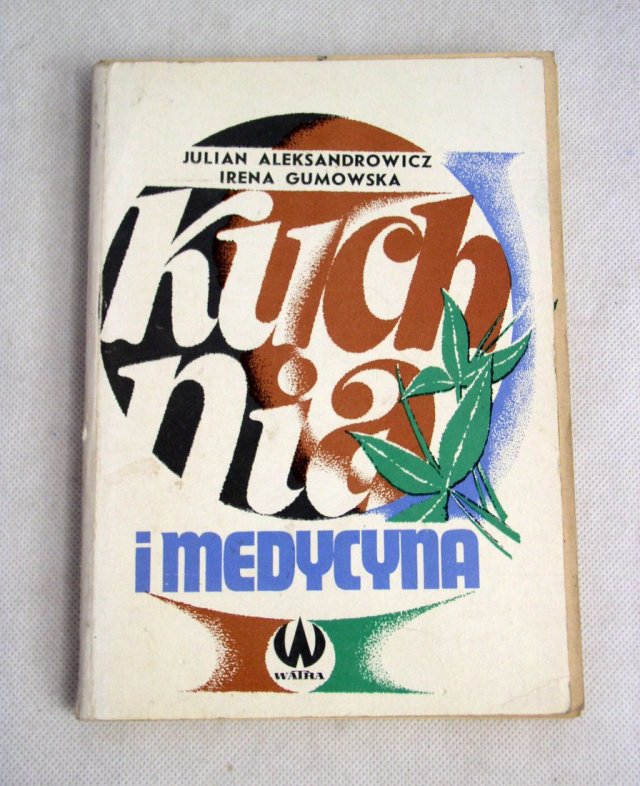 JULIAN ALEKSANDROWICZ
IRENA GUMOWSKA
Kuch
nia
i MEDYCYNA
W
WATRA